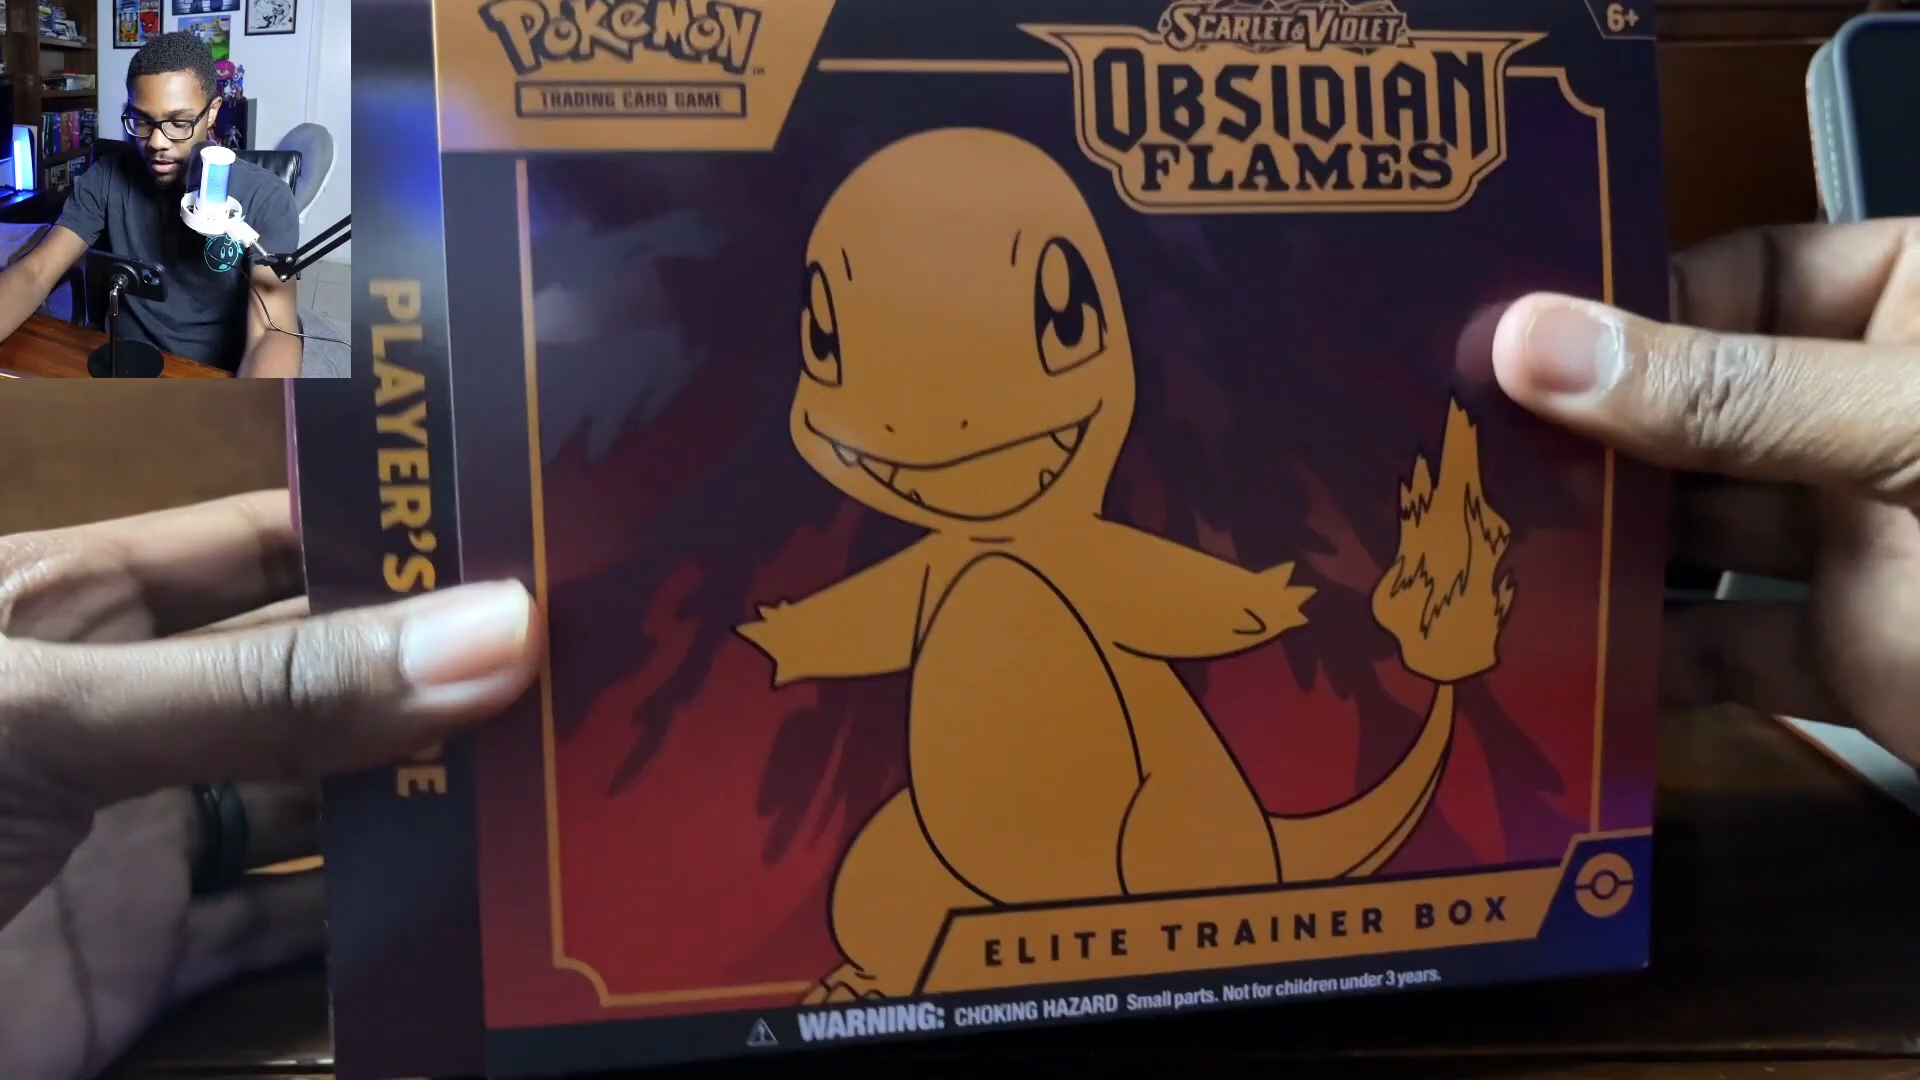 POKéMON
TM
TRADING CARD GAME
SCARLET & VIOLET
OBSIDIAN
FLAMES
6+
PLAYER'S
ELITE TRAINER BOX
WARNING: CHOKING HAZARD Small parts. Not for children under 3 years.